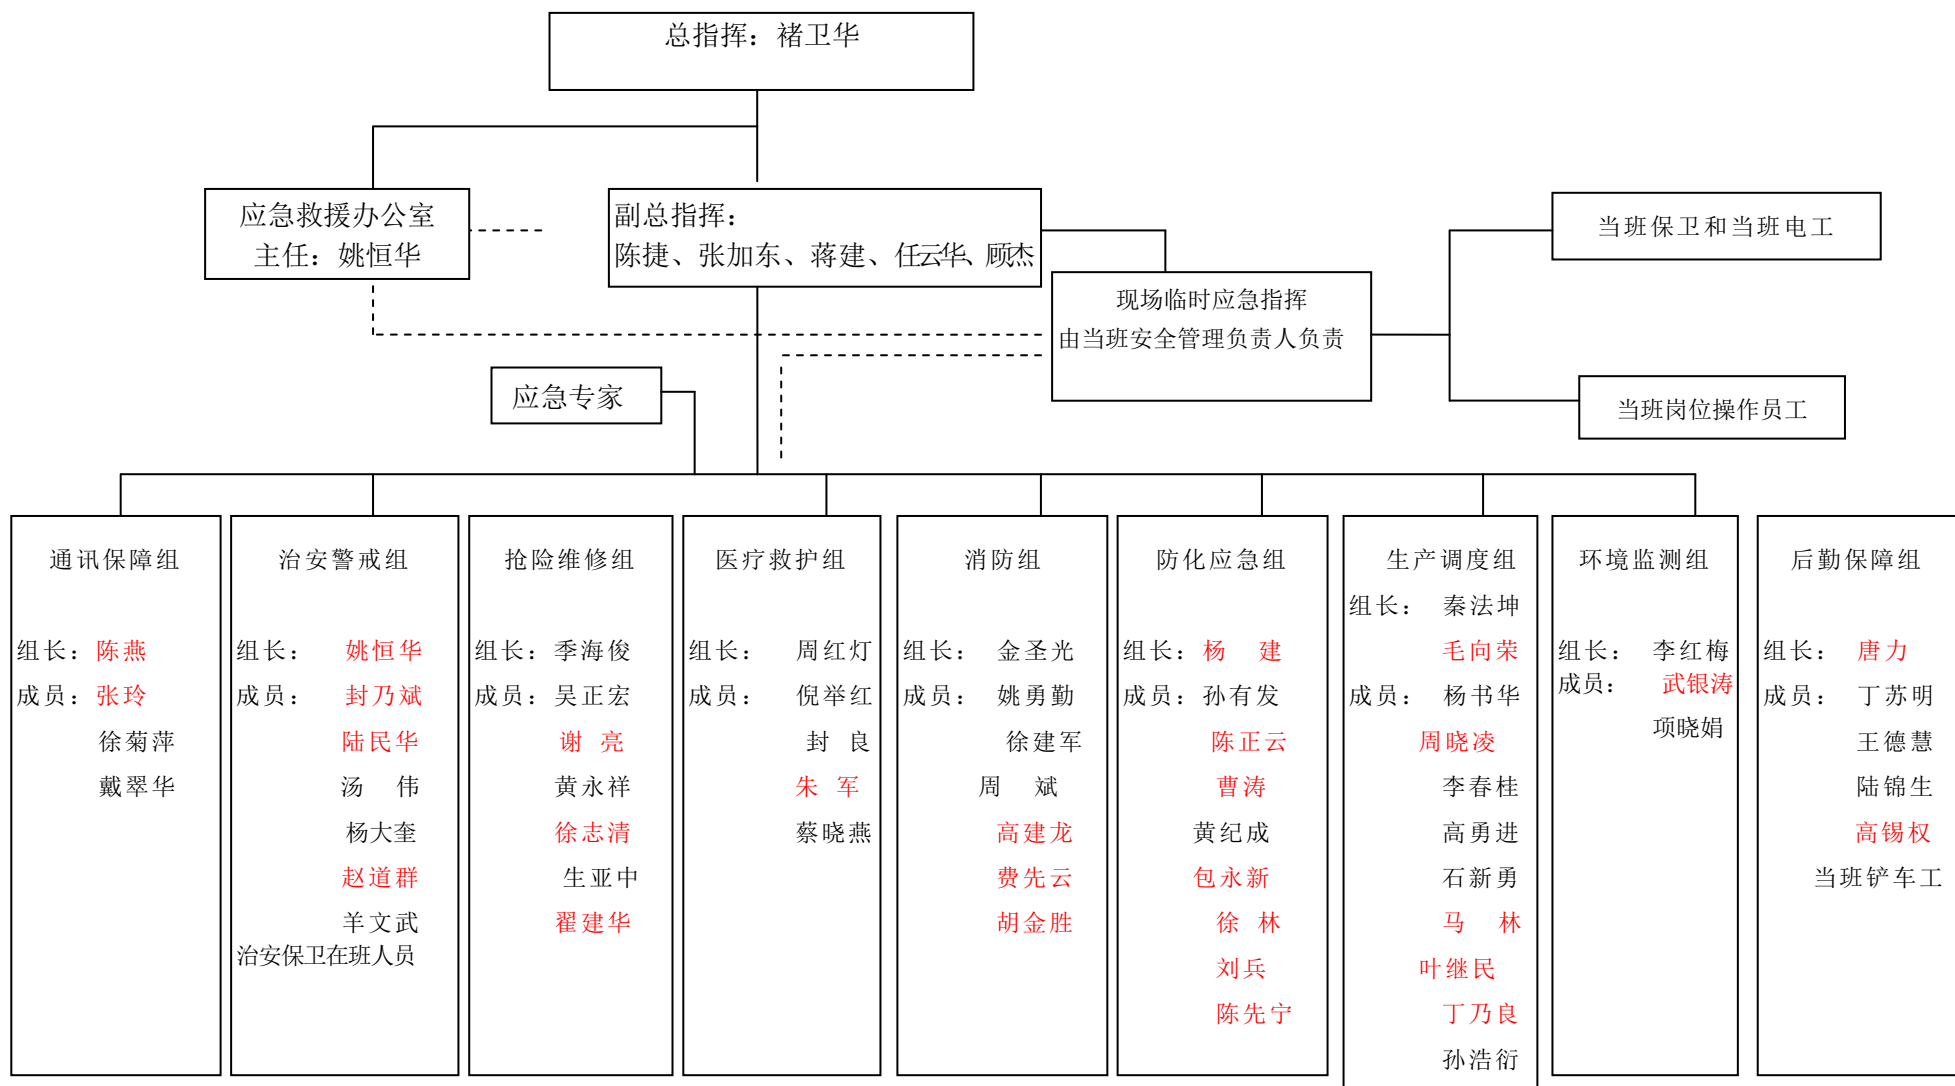 总指挥：褚卫华
应急救援办公室
主任：姚恒华
副总指挥：
陈捷、张加东、蒋建、任云华、顾杰
当班保卫和当班电工
现场临时应急指挥
由当班安全管理负责人负责
应急专家
当班岗位操作员工
通讯保障组
组长：陈燕
成员：张玲
徐菊萍
戴翠华
治安警戒组
组长： 姚恒华
成员： 封乃斌
陆民华
汤 伟
杨大奎
赵道群
羊文武
治安保卫在班人员
抢险维修组
组长：季海俊
成员：吴正宏
谢 亮
黄永祥
徐志清
生亚中
翟建华
医疗救护组
组长： 周红灯
成员： 倪举红
封 良
朱 军
蔡晓燕
消防组
组长： 金圣光
成员： 姚勇勤
徐建军
周 斌
高建龙
费先云
胡金胜
防化应急组
组长：杨 建
成员：孙有发
陈正云
曹涛
黄纪成
包永新
徐 林
刘兵
陈先宁
生产调度组
组长： 秦法坤
毛向荣
成员： 杨书华
周晓凌
李春桂
高勇进
石新勇
马 林
叶继民
丁乃良
孙浩衍
环境监测组
组长： 李红梅
成员： 武银涛
项晓娟
后勤保障组
组长： 唐力
成员： 丁苏明
王德慧
陆锦生
高锡权
当班铲车工